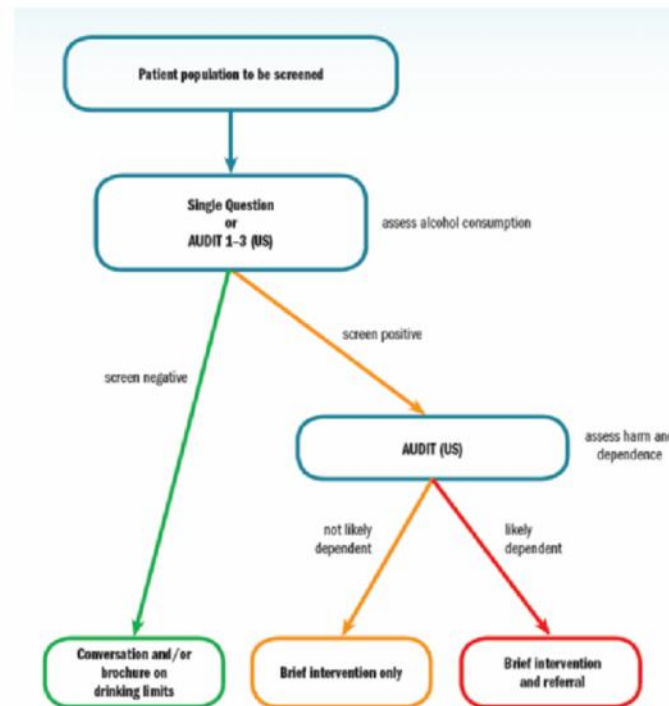 Patient population to be screened
Single Question
or
AUDIT 1–3 (US)
assess alcohol consumption
screen positive
screen negative
AUDIT (US)
assess harm and
dependence
not likely
dependent
likely
dependent
Conversation and/or
brochure on
drinking limits
Brief intervention only
Brief intervention
and referral